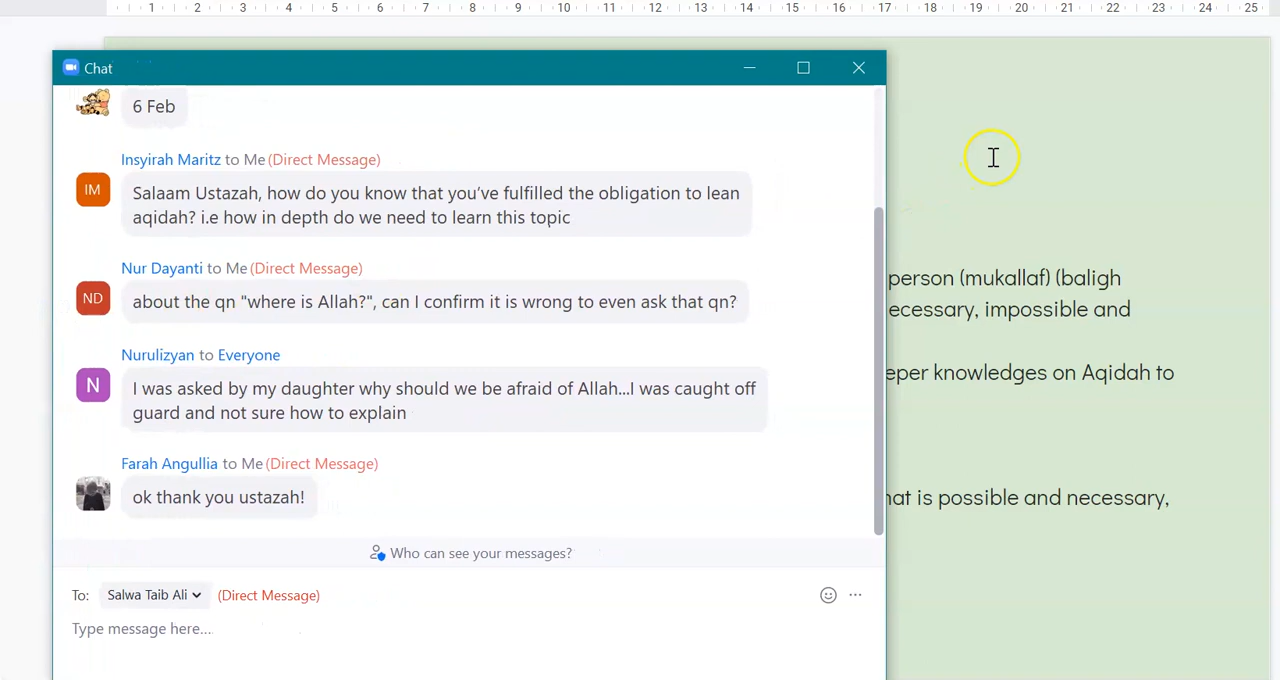 1 2 3 4 5 6 7 8 9 10 11 12 13 14 15 16 17 18 19 20 21 22 23 24 25
Chat
6 Feb
Insyirah Maritz to Me (Direct Message)
IM
Salaam Ustazah, how do you know that you've fulfilled the obligation to lean
aqidah? i.e how in depth do we need to learn this topic
Nur Dayanti to Me (Direct Message)
ND
about the qn "where is Allah?", can I confirm it is wrong to even ask that qn?
Nurulizyan to Everyone
N
I was asked by my daughter why should we be afraid of Allah...I was caught off
guard and not sure how to explain
Farah Angullia to Me (Direct Message)
ok thank you ustazah!
Who can see your messages?
To: Salwa Taib Ali (Direct Message)
Type message here...
person (mukallaf) (baligh
ecessary, impossible and
eper knowledges on Aqidah to
hat is possible and necessary,